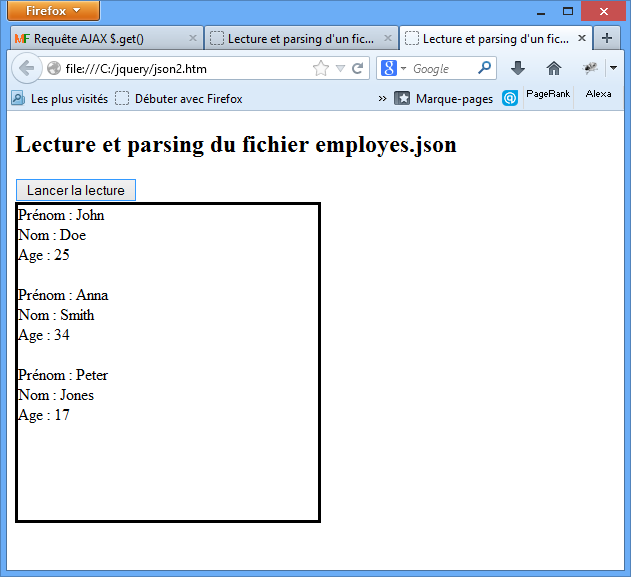 Firefox
MF Requête AJAX $.get()
Lecture et parsing d'un fic...
Lecture et parsing d'un fic...
file:///C:/jquery/json2.htm
8 Google
Les plus visités
Débuter avec Firefox
»
Marque-pages
@
PageRank
Alexa
Lecture et parsing du fichier employes.json
Lancer la lecture
Prénom : John
Nom : Doe
Age : 25
Prénom : Anna
Nom : Smith
Age : 34
Prénom : Peter
Nom : Jones
Age : 17